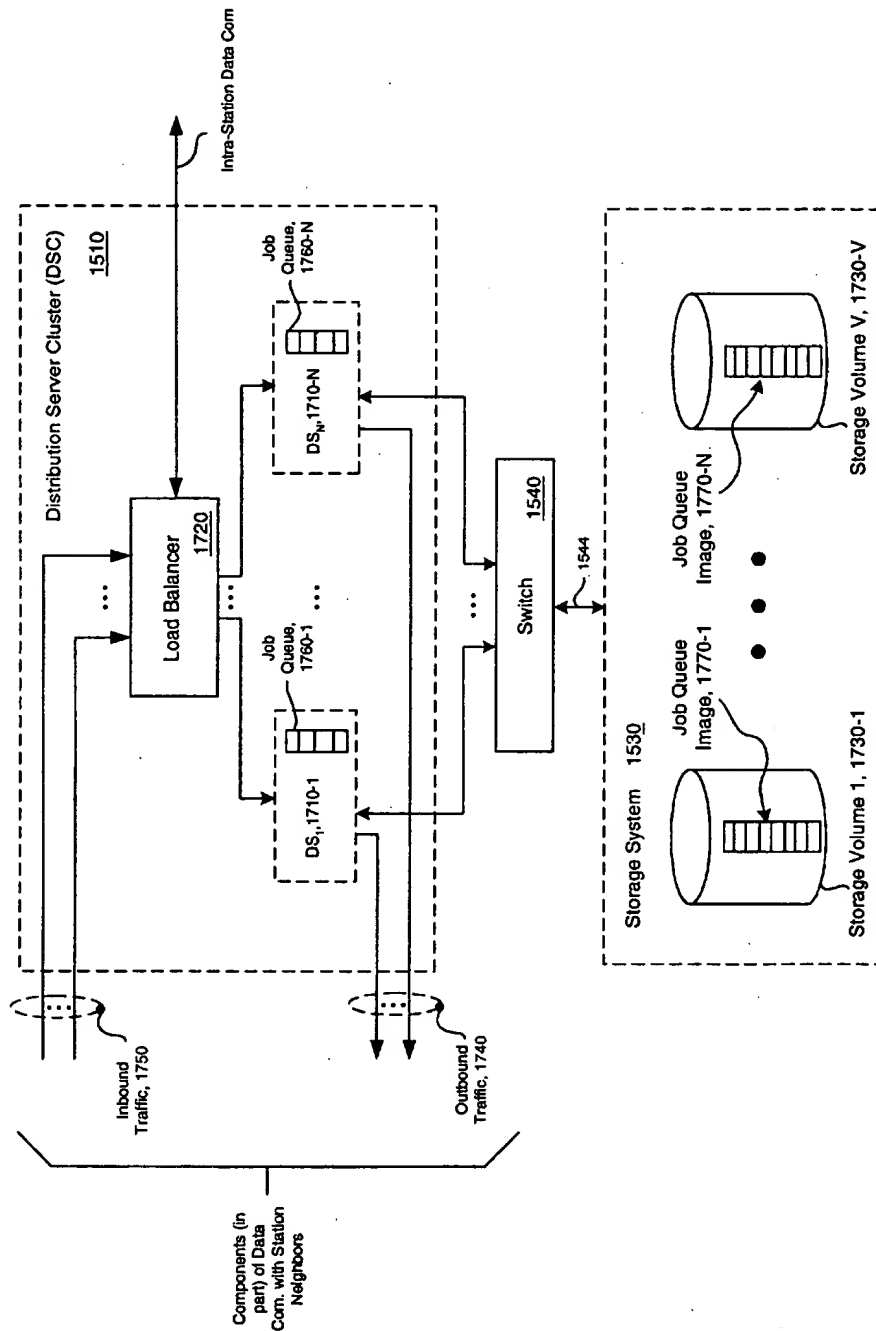 Intra-Station Data Com
Distribution Server Cluster (DSC)
1510
Load Balancer
1720
• • •
• • •
Job
Queue,
1760-1
DS₁,1710-1
• • •
Job
Queue,
1760-N
DS_N,1710-N
Inbound
Traffic, 1750
Outbound
Traffic, 1740
Components (in
part) of Data
Com. with Station
Neighbors
• • •
Switch
1540
1544
Storage System 1530
Job Queue
Image, 1770-1
Storage Volume 1, 1730-1
• • •
Job Queue
Image, 1770-N
Storage Volume V, 1730-V